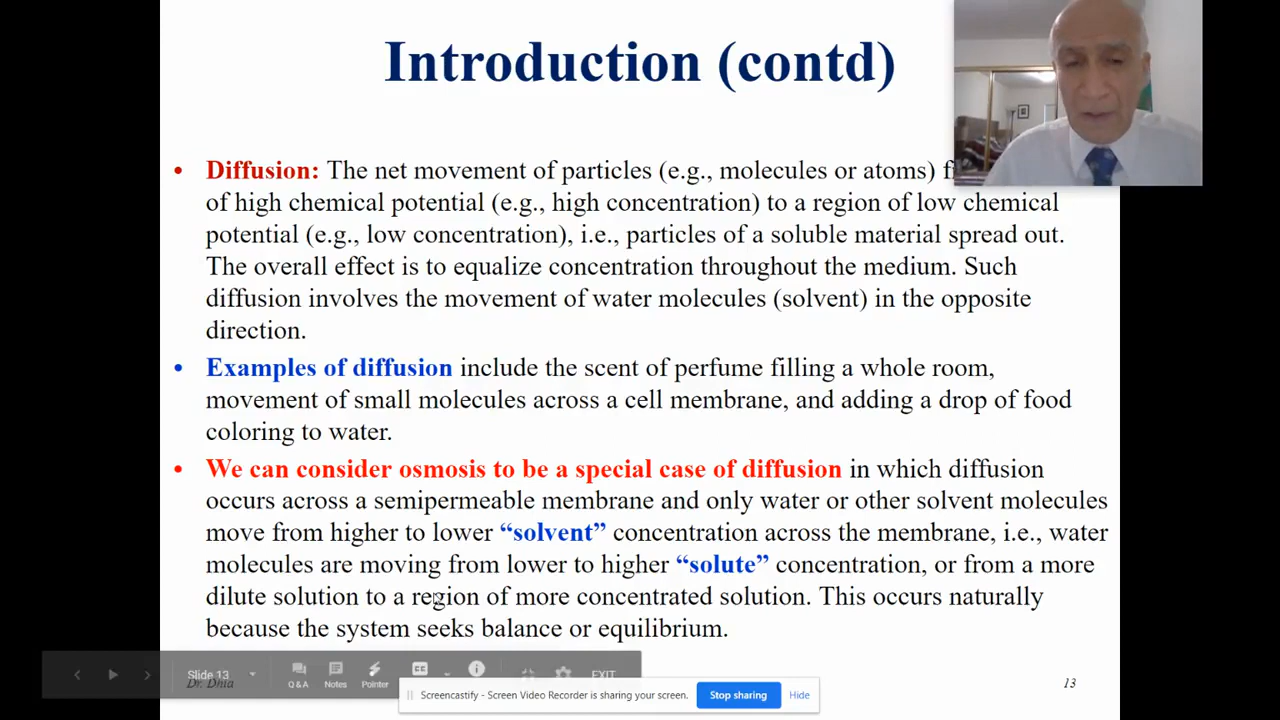 Introduction (contd)
• Diffusion: The net movement of particles (e.g., molecules or atoms)
of high chemical potential (e.g., high concentration) to a region of low chemical
potential (e.g., low concentration), i.e., particles of a soluble material spread out.
The overall effect is to equalize concentration throughout the medium. Such
diffusion involves the movement of water molecules (solvent) in the opposite
direction.
• Examples of diffusion include the scent of perfume filling a whole room,
movement of small molecules across a cell membrane, and adding a drop of food
coloring to water.
• We can consider osmosis to be a special case of diffusion in which diffusion
occurs across a semipermeable membrane and only water or other solvent molecules
move from higher to lower “solvent” concentration across the membrane, i.e., water
molecules are moving from lower to higher “solute” concentration, or from a more
dilute solution to a region of more concentrated solution. This occurs naturally
because the system seeks balance or equilibrium.
Slide 13
Q & A
Notes
Pointer
CC
EXIT
Dr. Dhia
Screencastify - Screen Video Recorder is sharing your screen.
Stop sharing
Hide
13